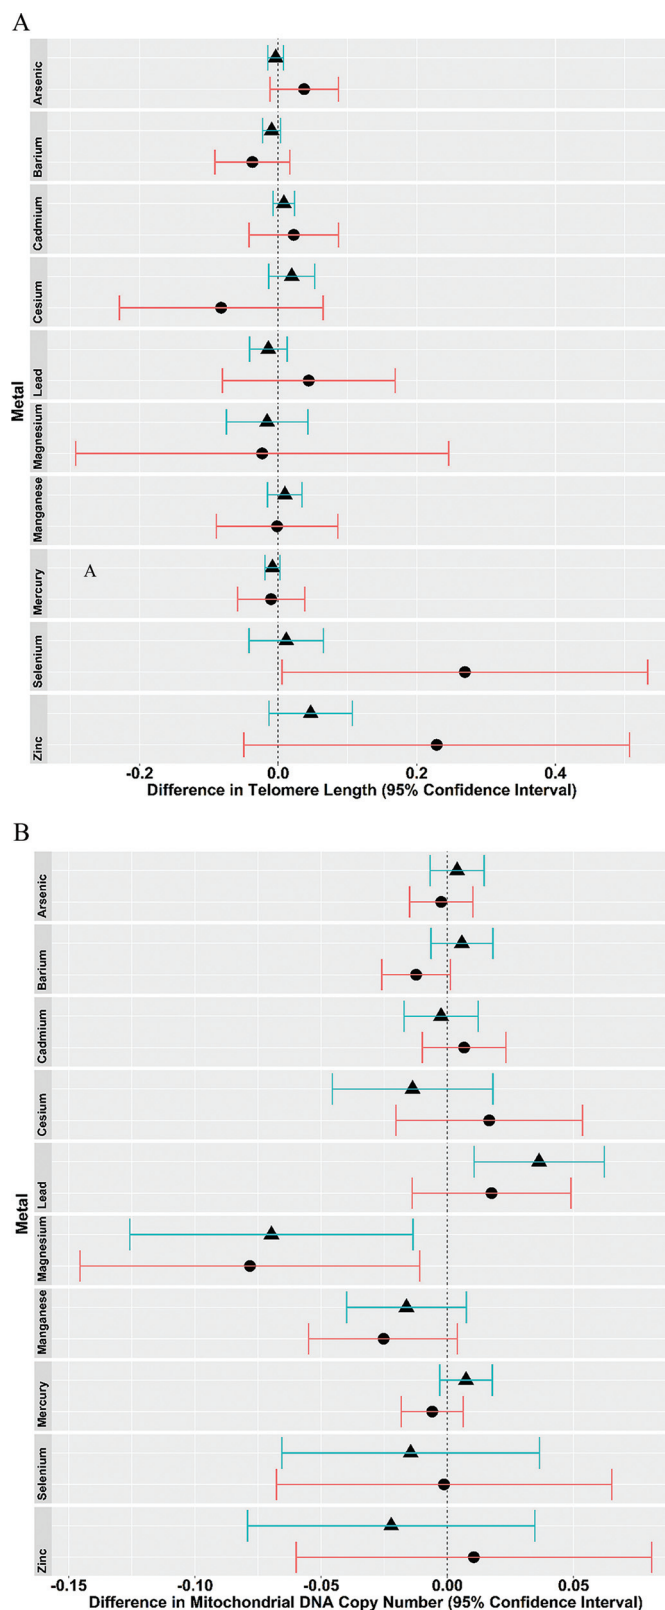 A
Arsenic
Barium
Cadmium
Cesium
Lead
Magnesium
Manganese
Mercury
Selenium
Zinc
Metal
A
-0.2 0.0 0.2 0.4
Difference in Telomere Length (95% Confidence Interval)
B
Arsenic
Barium
Cadmium
Cesium
Lead
Magnesium
Manganese
Mercury
Selenium
Zinc
Metal
-0.15 -0.10 -0.05 0.00 0.05
Difference in Mitochondrial DNA Copy Number (95% Confidence Interval)